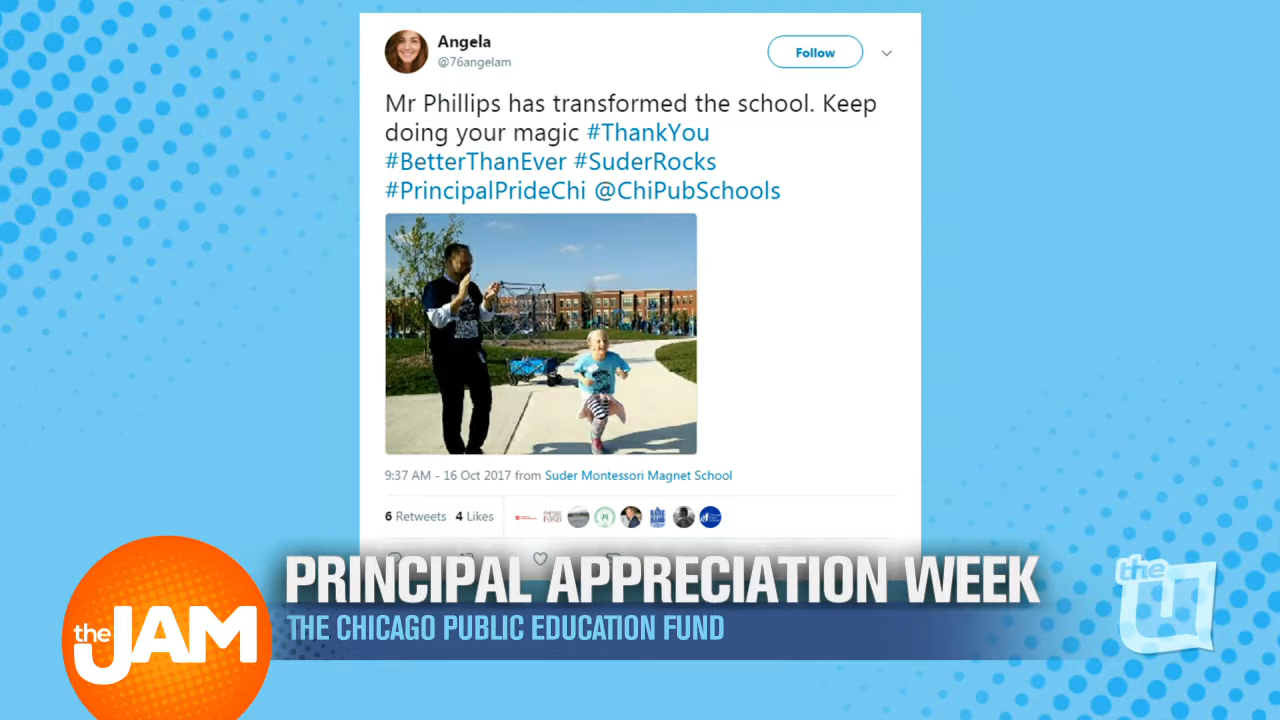 Angela
@76angelam
Follow
Mr Phillips has transformed the school. Keep
doing your magic #ThankYou
#BetterThanEver #SuderRocks
#PrincipalPrideChi @ChiPubSchools
9:37 AM - 16 Oct 2017 from Suder Montessori Magnet School
6 Retweets 4 Likes
PRINCIPAL APPRECIATION WEEK
THE CHICAGO PUBLIC EDUCATION FUND
the JAM
the U